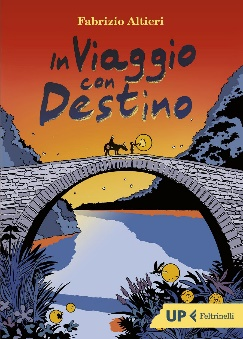 Fabrizio Altieri
In Viaggio
con
Destino
UP Feltrinelli